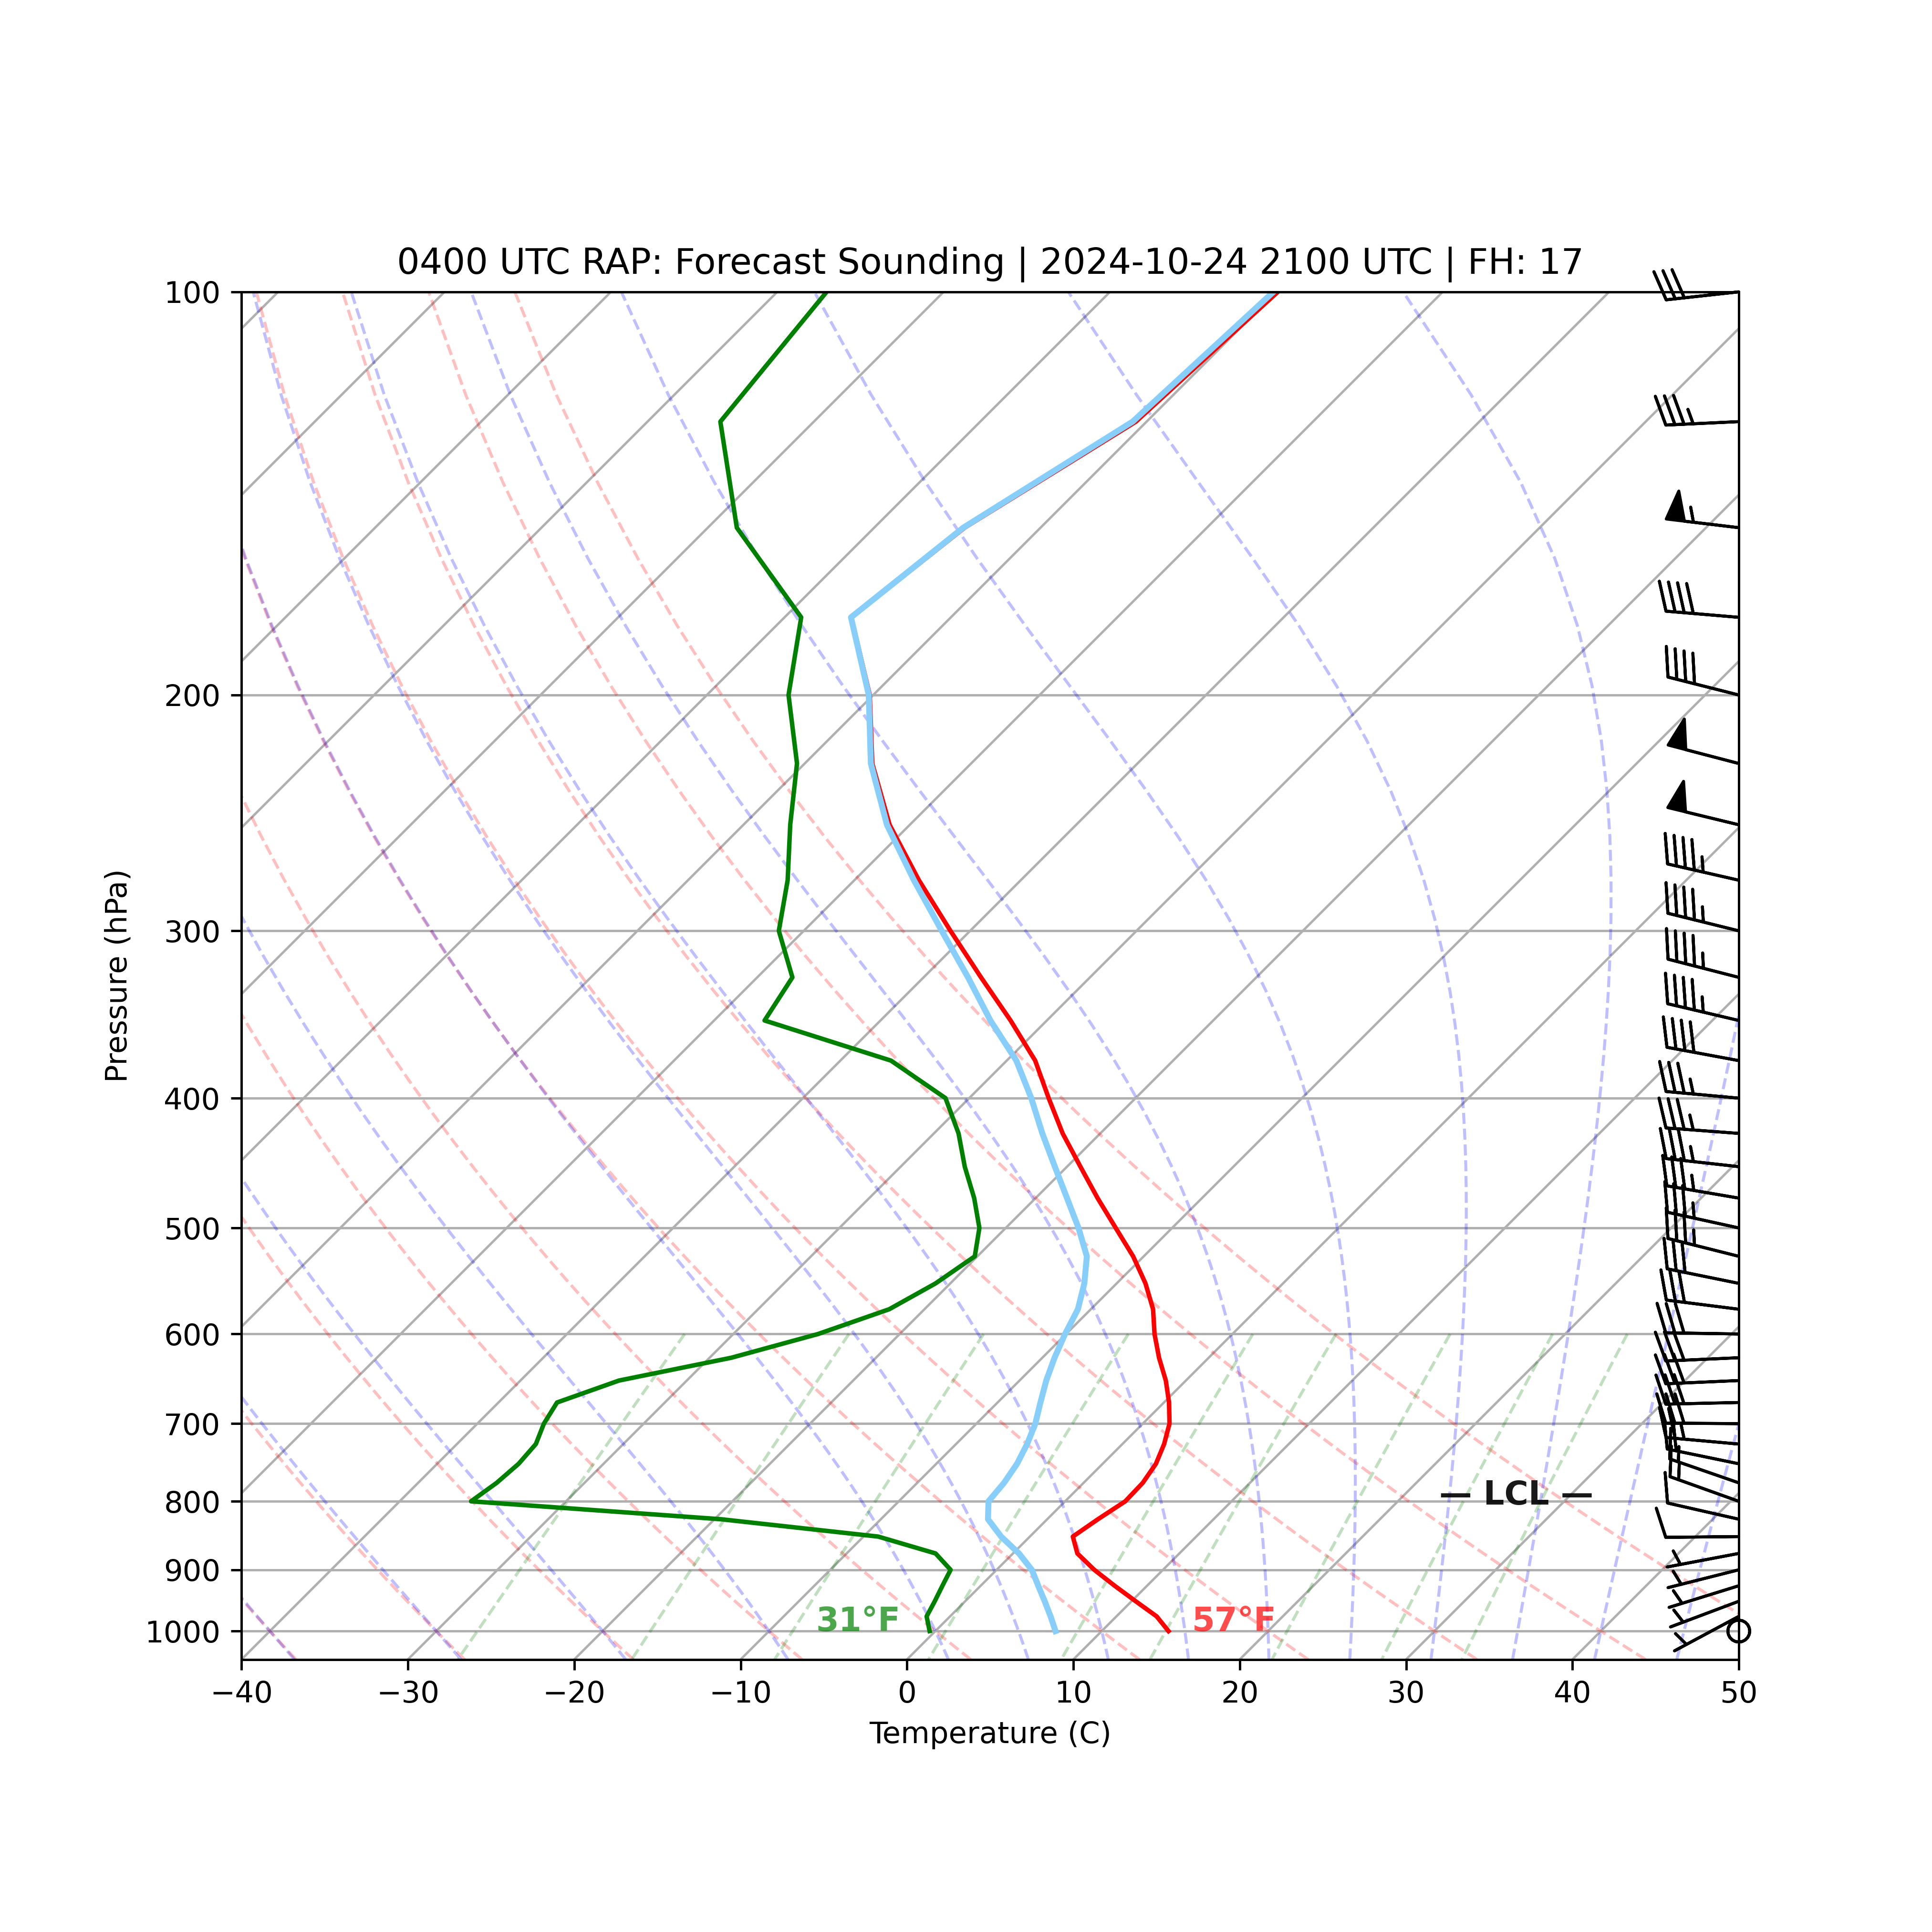 0400 UTC RAP: Forecast Sounding | 2024-10-24 2100 UTC | FH: 17
100
200
300
400
500
600
700
800
900
1000
Pressure (hPa)
— LCL —
31°F
57°F
−40 −30 −20 −10 0 10 20 30 40 50
Temperature (C)